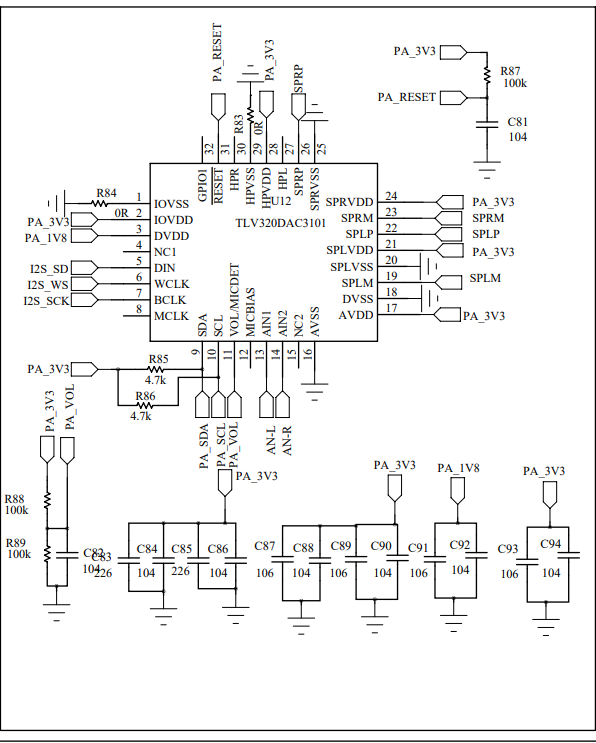 PA_RESET
PA_3V3
SPRP
PA_3V3
R87
100k
PA_RESET
C81
104
R83
0R
32
31
30
29
28
27
26
25
GPIO1
RESET
HPR
HPVSS
HPVDD
HPL
SPRP
SPRVSS
U12
TLV320DAC3101
R84
0R
PA_3V3
PA_1V8
I2S_SD
I2S_WS
I2S_SCK
1 IOVSS
2 IOVDD
3 DVDD
4 NC1
5 DIN
6 WCLK
7 BCLK
8 MCLK
SPRVDD 24 PA_3V3
SPRM 23 SPRM
SPLP 22 SPLP
SPLVDD 21 PA_3V3
SPLVSS 20
SPLM 19 SPLM
DVSS 18
AVDD 17 PA_3V3
SDA
SCL
VOL/MICDET
MICBIAS
AIN1
AIN2
NC2
AVSS
9
10
11
12
13
14
15
16
PA_3V3
R85
4.7k
R86
4.7k
PA_SDA
PA_SCL
PA_VOL
AN-L
AN-R
PA_3V3
PA_VOL
R88
100k
R89
100k
C82
104
PA_3V3
C83
226
C84
104
C85
226
C86
104
PA_3V3
C87
106
C88
104
C89
106
C90
104
PA_1V8
C91
106
C92
104
PA_3V3
C93
106
C94
104